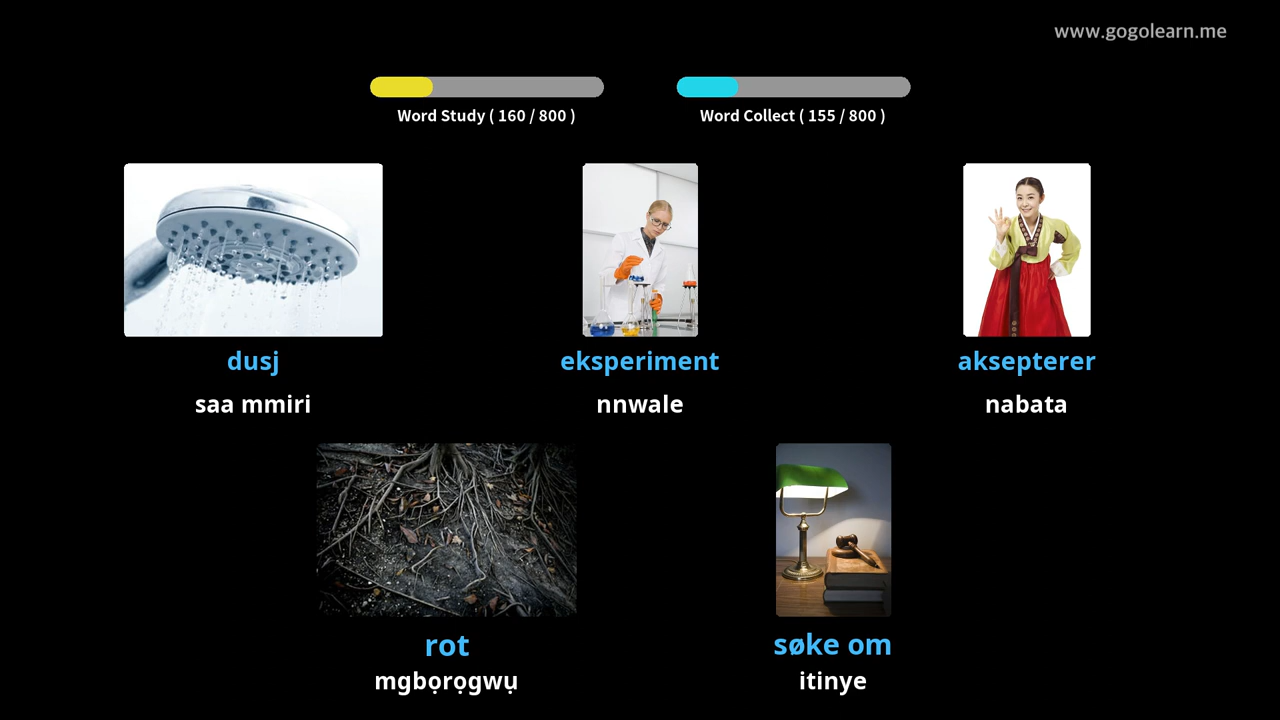 www.gogolearn.me
Word Study ( 160 / 800 )
Word Collect ( 155 / 800 )
dusj
eksperiment
aksepterer
saa mmiri
nnwale
nabata
rot
søke om
mgbọrọgwụ
itinye